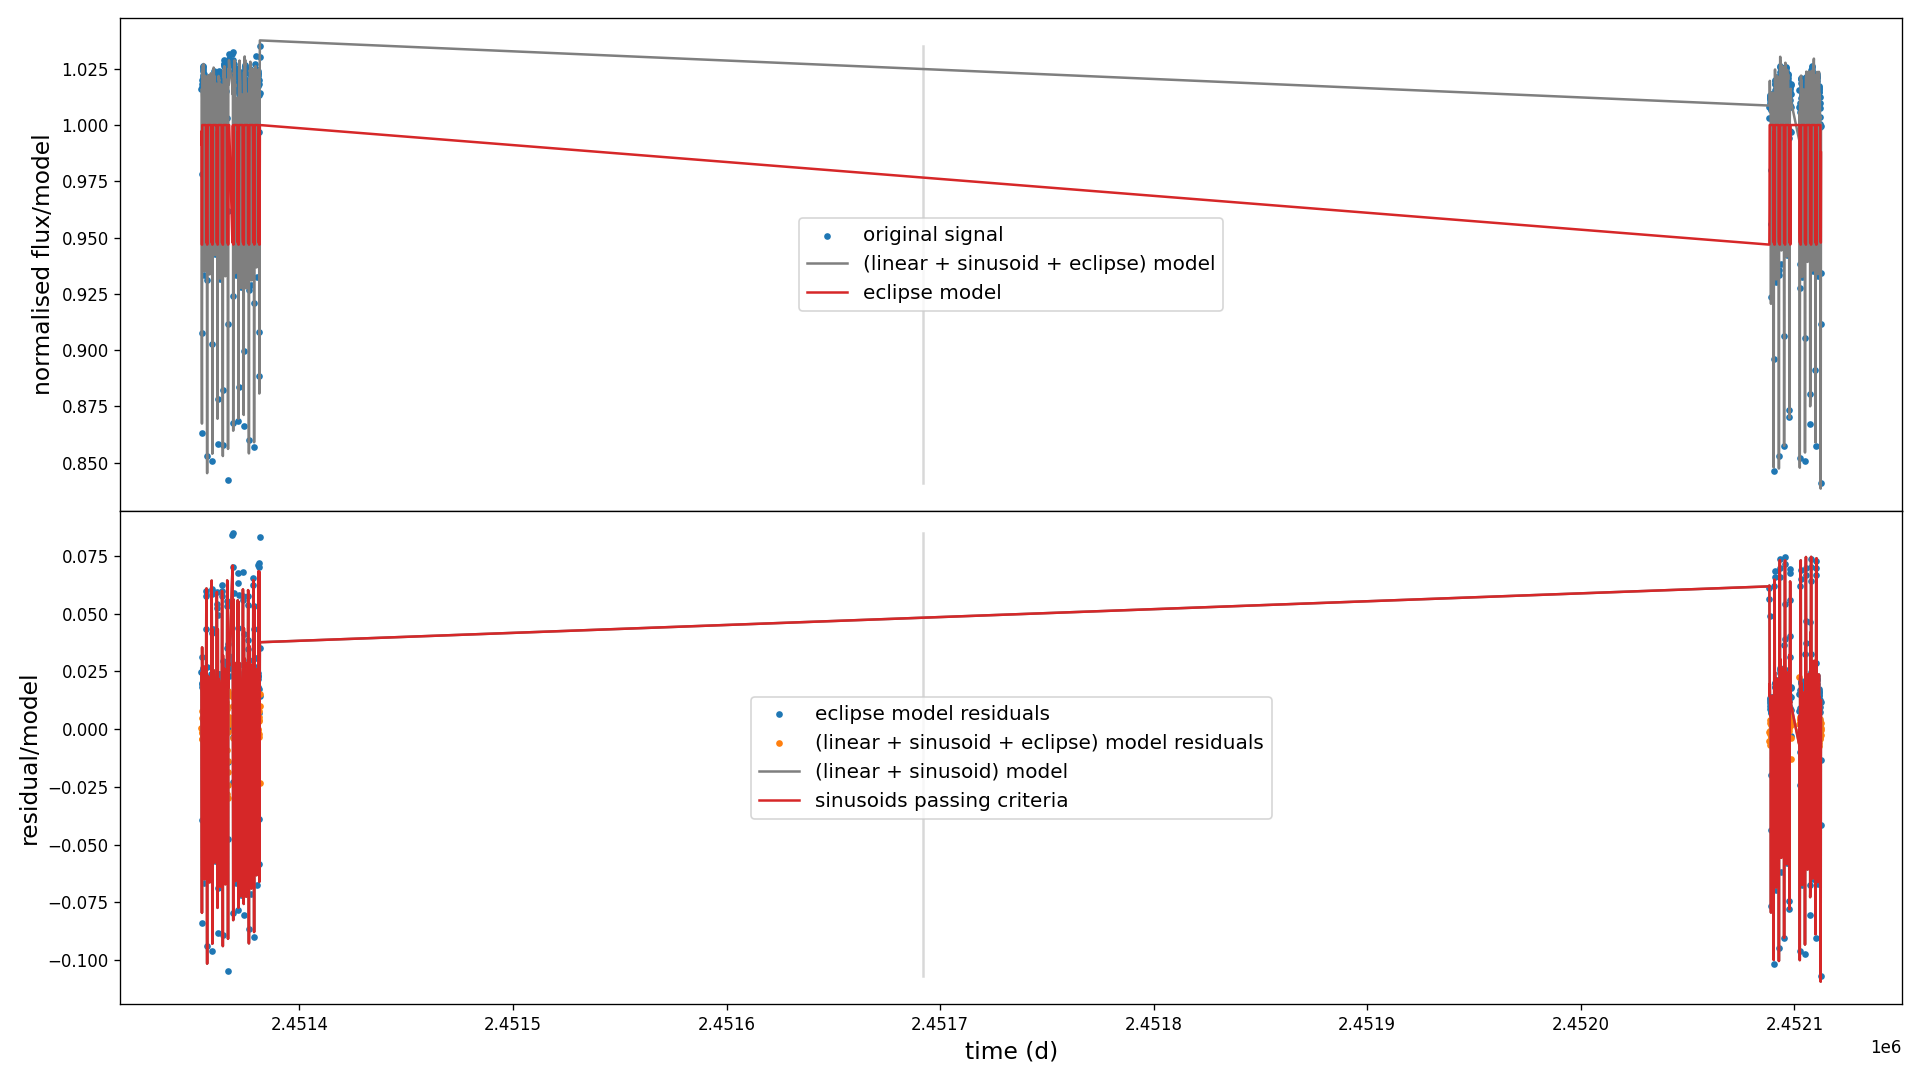 1.025
1.000
0.975
0.950
0.925
0.900
0.875
0.850
normalised flux/model
original signal
(linear + sinusoid + eclipse) model
eclipse model
0.075
0.050
0.025
0.000
−0.025
−0.050
−0.075
−0.100
residual/model
eclipse model residuals
(linear + sinusoid + eclipse) model residuals
(linear + sinusoid) model
sinusoids passing criteria
2.4514 2.4515 2.4516 2.4517 2.4518 2.4519 2.4520 2.4521
1e6
time (d)